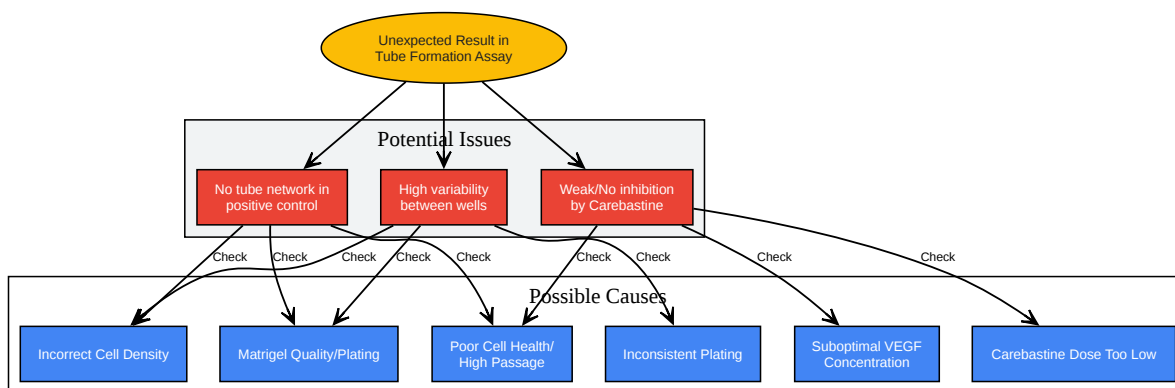 Unexpected Result in
Tube Formation Assay
Potential Issues
No tube network in
positive control
High variability
between wells
Weak/No inhibition
by Carebastine
Check
Check
Check
Check
Check
Check
Check
Check
Possible Causes
Incorrect Cell Density
Matrigel Quality/Plating
Poor Cell Health/
High Passage
Inconsistent Plating
Suboptimal VEGF
Concentration
Carebastine Dose Too Low